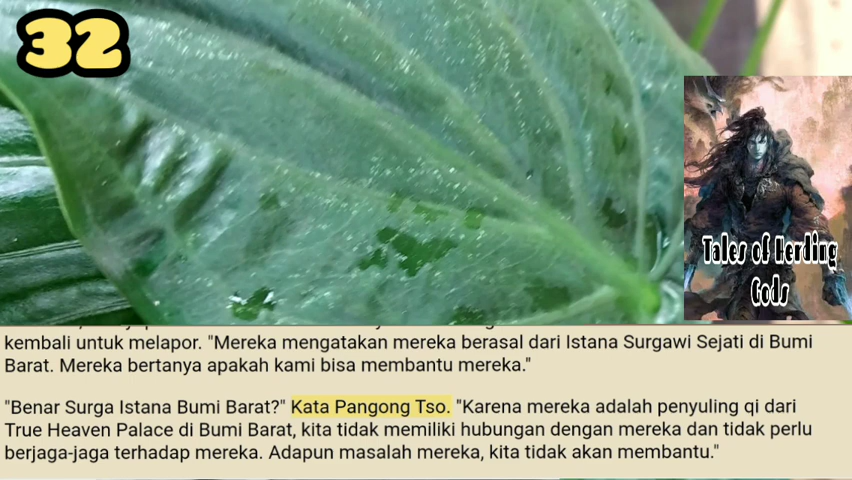 32
Tales of Herding
Gods
kembali untuk melapor. "Mereka mengatakan mereka berasal dari Istana Surgawi Sejati di Bumi
Barat. Mereka bertanya apakah kami bisa membantu mereka."
"Benar Surga Istana Bumi Barat?" Kata Pangong Tso. "Karena mereka adalah penyuling qi dari
True Heaven Palace di Bumi Barat, kita tidak memiliki hubungan dengan mereka dan tidak perlu
berjaga-jaga terhadap mereka. Adapun masalah mereka, kita tidak akan membantu."